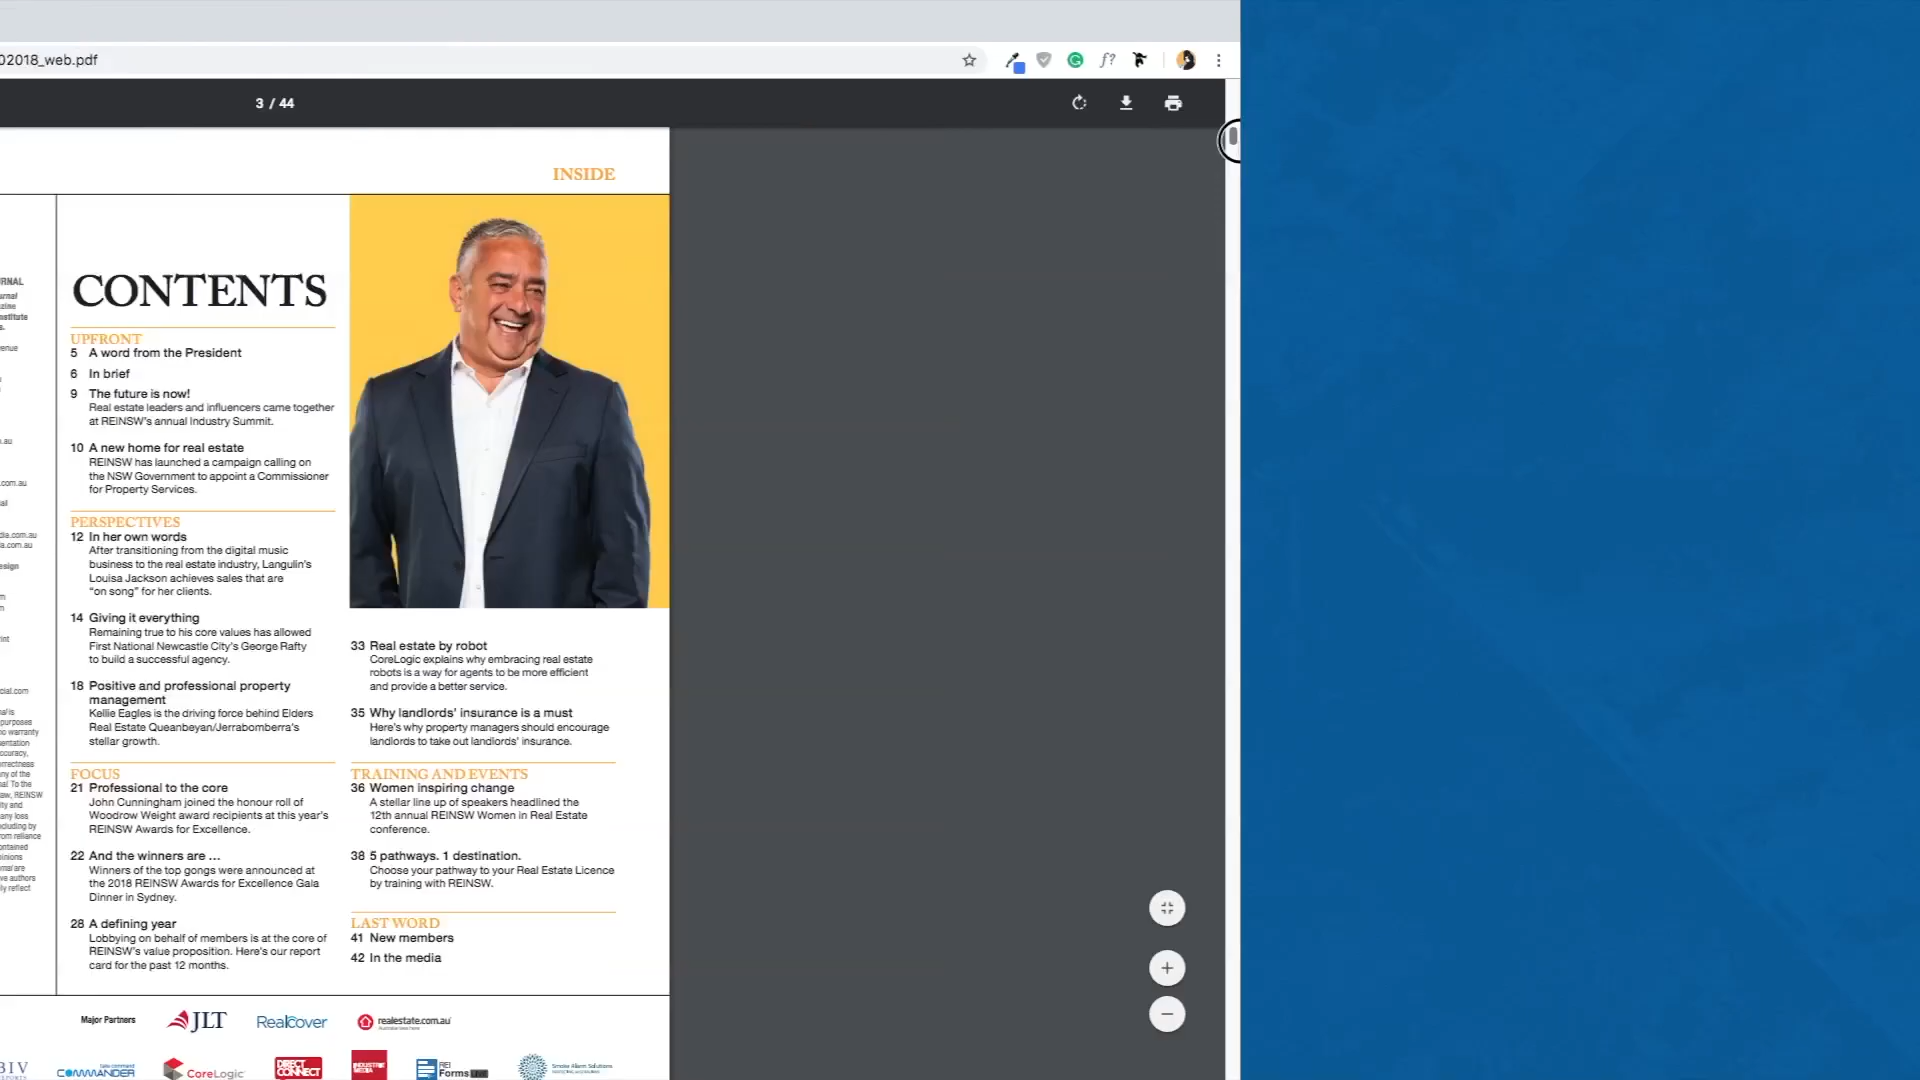 02018_web.pdf
3 / 44
INSIDE
CONTENTS
UPFRONT
5 A word from the President
6 In brief
9 The future is now!
Real estate leaders and influencers came together
at REINSW's annual Industry Summit.
10 A new home for real estate
REINSW has launched a campaign calling on
the NSW Government to appoint a Commissioner
for Property Services.
PERSPECTIVES
12 In her own words
After transitioning from the digital music
business to the real estate industry, Langulin's
Louisa Jackson achieves sales that are
"on song" for her clients.
14 Giving it everything
Remaining true to his core values has allowed
First National Newcastle City's George Rafty
to build a successful agency.
18 Positive and professional property
management
Kellie Eagles is the driving force behind Elders
Real Estate Queanbeyan/Jerrabomberra's
stellar growth.
FOCUS
21 Professional to the core
John Cunningham joined the honour roll of
Woodrow Weight award recipients at this year's
REINSW Awards for Excellence.
22 And the winners are ...
Winners of the top gongs were announced at
the 2018 REINSW Awards for Excellence Gala
Dinner in Sydney.
28 A defining year
Lobbying on behalf of members is at the core of
REINSW's value proposition. Here's our report
card for the past 12 months.
33 Real estate by robot
CoreLogic explains why embracing real estate
robots is a way for agents to be more efficient
and provide a better service.
35 Why landlords' insurance is a must
Here's why property managers should encourage
landlords to take out landlords' insurance.
TRAINING AND EVENTS
36 Women inspiring change
A stellar line up of speakers headlined the
12th annual REINSW Women in Real Estate
conference.
38 5 pathways. 1 destination.
Choose your pathway to your Real Estate Licence
by training with REINSW.
LAST WORD
41 New members
42 In the media
Major Partners
JLT
Realcover
realestate.com.au
COMMANDER
CoreLogic
DIRECT CONNECT
INDUSTRIE MEDIA
REI Forms LIVE
Smoke Alarm Solutions